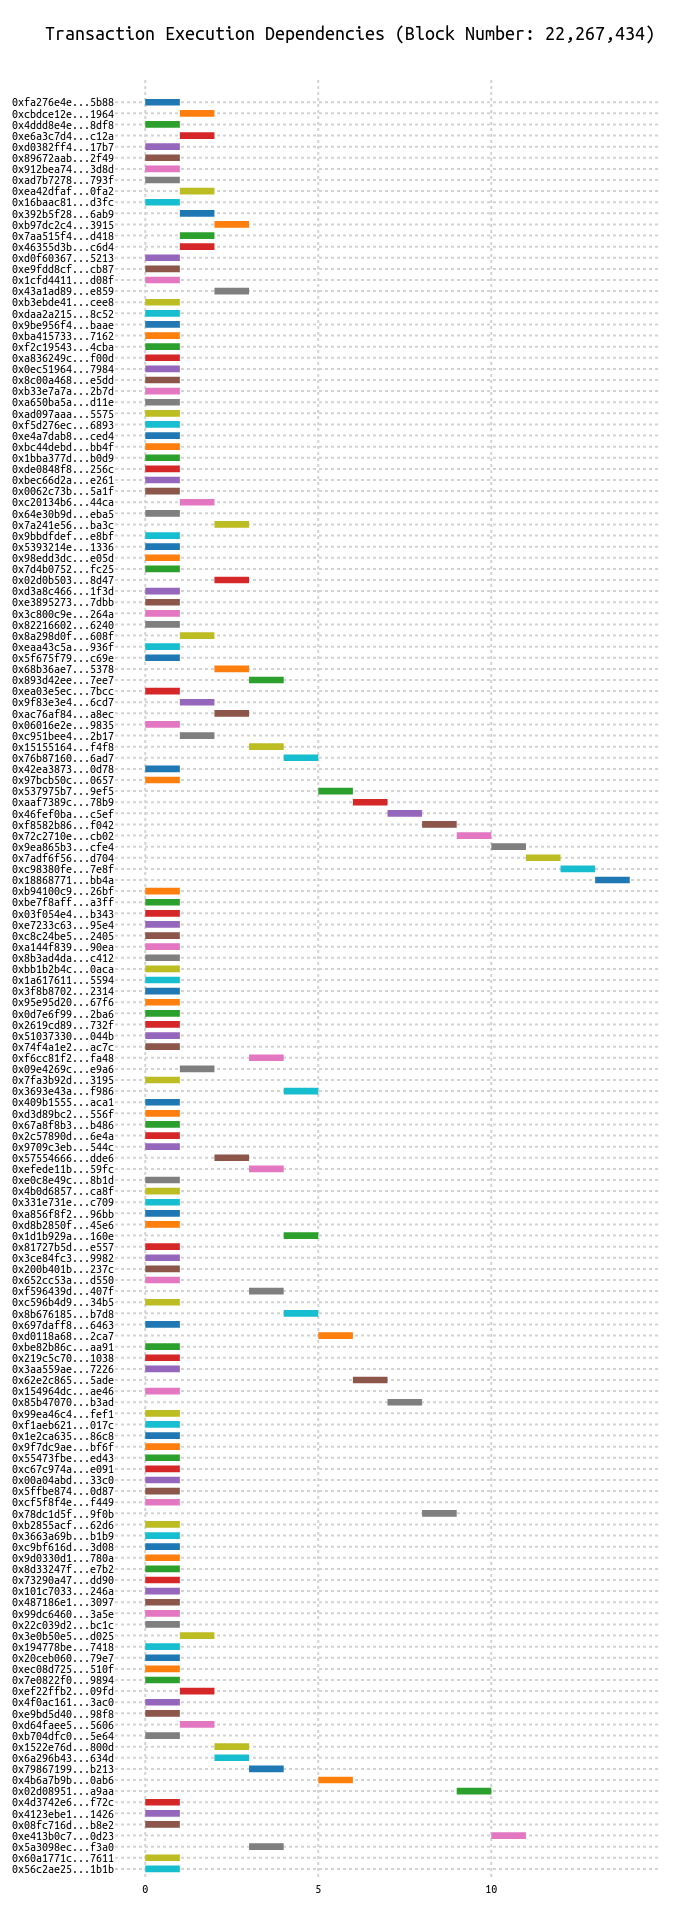 Transaction Execution Dependencies (Block Number: 22,267,434)
0xfa276e4e...5b88
0xcbdce12e...1964
0x4ddd8e4e...8df8
0xe6a3c7d4...c12a
0xd0382ff4...17b7
0x89672aab...2f49
0x912bea74...3d8d
0xad7b7278...793f
0xea42dfaf...0fa2
0x16baac81...d3fc
0x392b5f28...6ab9
0xb97dc2c4...3915
0x7aa515f4...d418
0x46355d3b...c6d4
0xd0f60367...5213
0xe9fdd8cf...cb87
0x1cfd4411...d08f
0x43a1ad89...e859
0xb3ebde41...cee8
0xdaa2a215...8c52
0x9be956f4...baae
0xba415733...7162
0xf2c19543...4cba
0xa836249c...f00d
0x0ec51964...7984
0x8c00a468...e5dd
0xb33e7a7a...2b7d
0xa650ba5a...d11e
0xad097aaa...5575
0xf5d276ec...6893
0xe4a7dab8...ced4
0xbc44debd...bb4f
0x1bba377d...b0d9
0xde0848f8...256c
0xbec66d2a...e261
0x0062c73b...5a1f
0xc20134b6...44ca
0x64e30b9d...eba5
0x7a241e56...ba3c
0x9bbdfdef...e8bf
0x5393214e...1336
0x98edd3dc...e05d
0x7d4b0752...fc25
0x02d0b503...8d47
0xd3a8c466...1f3d
0xe3895273...7dbb
0x3c800c9e...264a
0x82216602...6240
0x8a298d0f...608f
0xeaa43c5a...936f
0x5f675f79...c69e
0x68b36ae7...5378
0x893d42ee...7ee7
0xea03e5ec...7bcc
0x9f83e3e4...6cd7
0xac76af84...a8ec
0x06016e2e...9835
0xc951bee4...2b17
0x15155164...f4f8
0x76b87160...6ad7
0x42ea3873...0d78
0x97bcb50c...0657
0x537975b7...9ef5
0xaaf7389c...78b9
0x46fef0ba...c5ef
0xf8582b86...f042
0x72c2710e...cb02
0x9ea865b3...cfe4
0x7adf6f56...d704
0xc98380fe...7e8f
0x18868771...bb4a
0xb94100c9...26bf
0xbe7f8aff...a3ff
0x03f054e4...b343
0xe7233c63...95e4
0xc8c24be5...2405
0xa144f839...90ea
0x8b3ad4da...c412
0xbb1b2b4c...0aca
0x1a617611...5594
0x3f8b8702...2314
0x95e95d20...67f6
0x0d7e6f99...2ba6
0x2619cd89...732f
0x51037330...044b
0x74f4a1e2...ac7c
0xf6cc81f2...fa48
0x09e4269c...e9a6
0x7fa3b92d...3195
0x3693e43a...f986
0x409b1555...aca1
0xd3d89bc2...556f
0x67a8f8b3...b486
0x2c57890d...6e4a
0x9709c3eb...544c
0x57554666...dde6
0xefede11b...59fc
0xe0c8e49c...8b1d
0x4b0d6857...ca8f
0x331e731e...c709
0xa856f8f2...96bb
0xd8b2850f...45e6
0x1d1b929a...160e
0x81727b5d...e557
0x3ce84fc3...9982
0x200b401b...237c
0x652cc53a...d550
0xf596439d...407f
0xc596b4d9...34b5
0x8b676185...b7d8
0x697daff8...6463
0xd0118a68...2ca7
0xbe82b86c...aa91
0x219c5c70...1038
0x3aa559ae...7226
0x62e2c865...5ade
0x154964dc...ae46
0x85b47070...b3ad
0x99ea46c4...fef1
0xf1aeb621...017c
0x1e2ca635...86c8
0x9f7dc9ae...bf6f
0x55473fbe...ed43
0xc67c974a...e091
0x00a04abd...33c0
0x5ffbe874...0d87
0xcf5f8f4e...f449
0x78dc1d5f...9f0b
0xb2855acf...62d6
0x3663a69b...b1b9
0xc9bf616d...3d08
0x9d0330d1...780a
0x8d33247f...e7b2
0x73290a47...dd90
0x101c7033...246a
0x487186e1...3097
0x99dc6460...3a5e
0x22c039d2...bc1c
0x3e0b50e5...d025
0x194778be...7418
0x20ceb060...79e7
0xec08d725...510f
0x7e0822f0...9894
0xef22ffb2...09fd
0x4f0ac161...3ac0
0xe9bd5d40...98f8
0xd64faee5...5606
0xb704dfc0...5e64
0x1522e76d...800d
0x6a296b43...634d
0x79867199...b213
0x4b6a7b9b...0ab6
0x02d08951...a9aa
0x4d3742e6...f72c
0x4123ebe1...1426
0x08fc716d...b8e2
0xe413b0c7...0d23
0x5a3098ec...f3a0
0x60a1771c...7611
0x56c2ae25...1b1b
0 5 10